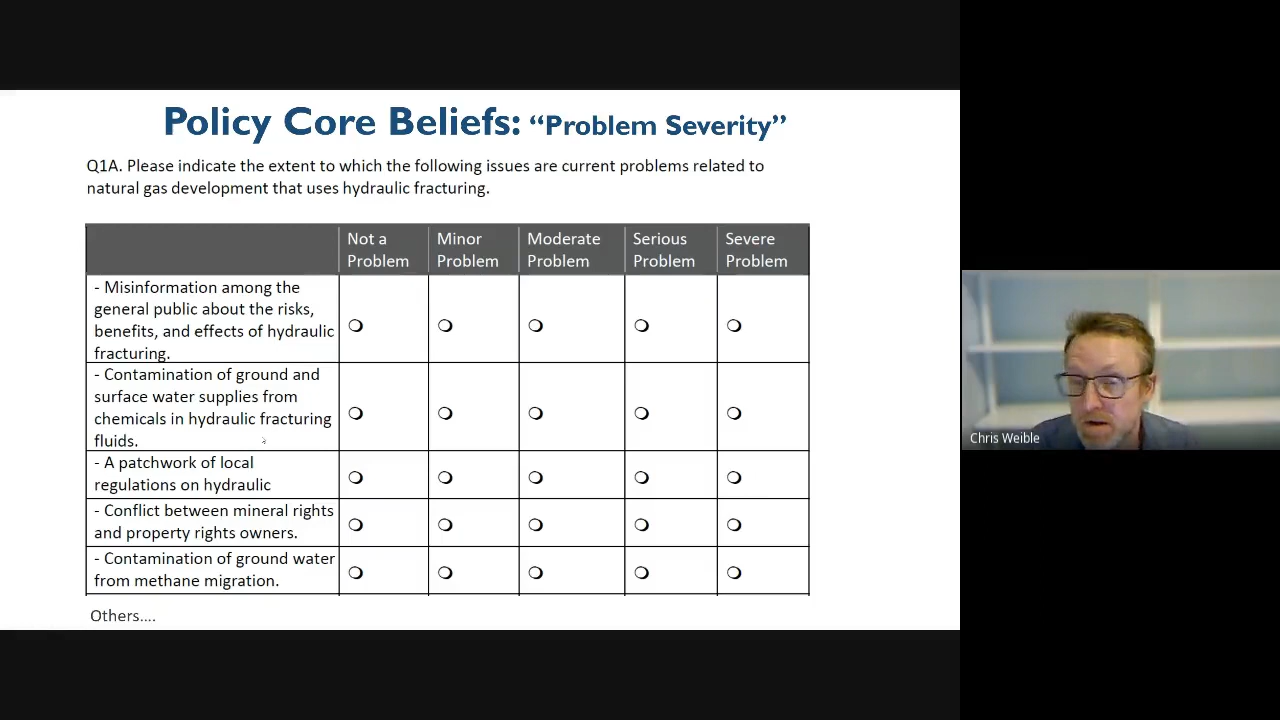 Policy Core Beliefs: “Problem Severity”
Q1A. Please indicate the extent to which the following issues are current problems related to
natural gas development that uses hydraulic fracturing.
Not a Problem
Minor Problem
Moderate Problem
Serious Problem
Severe Problem
- Misinformation among the
general public about the risks,
benefits, and effects of hydraulic
fracturing.
- Contamination of ground and
surface water supplies from
chemicals in hydraulic fracturing
fluids.
- A patchwork of local
regulations on hydraulic
- Conflict between mineral rights
and property rights owners.
- Contamination of ground water
from methane migration.
Others....
Chris Weible